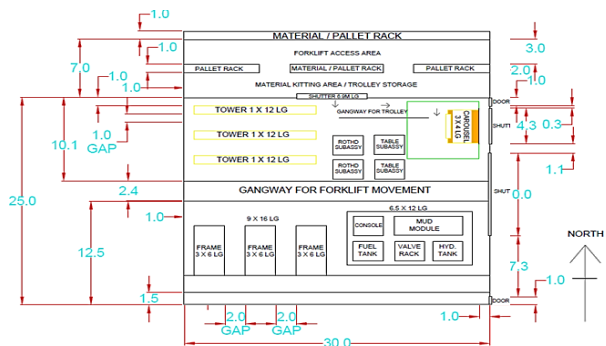 1.0
MATERIAL / PALLET RACK
FORKLIFT ACCESS AREA
3.0
7.0
1.0
PALLET RACK
MATERIAL / PALLET RACK
PALLET RACK
2.0
1.0
1.0
MATERIAL KITTING AREA / TROLLEY STORAGE
1.0
SHUTTER 6.9M LG
DOOR
1.0
GAP
TOWER 1 X 12 LG
GANGWAY FOR TROLLEY
CAROUSEL
3 X 4 LG
SHUT
4.3
0.3
TOWER 1 X 12 LG
10.1
ROTHD
SUBASSY
TABLE
SUBASSY
TOWER 1 X 12 LG
1.1
ROTHD
SUBASSY
TABLE
SUBASSY
2.4
GANGWAY FOR FORKLIFT MOVEMENT
SHUT
25.0
1.0
9 X 16 LG
6.5 X 12 LG
12.5
CONSOLE
MUD
MODULE
NORTH
FRAME
3 X 6 LG
FRAME
3 X 6 LG
FRAME
3 X 6 LG
FUEL
TANK
VALVE
RACK
HYD.
TANK
7.3
1.0
1.5
DOOR
2.0
GAP
2.0
GAP
1.0
30.0